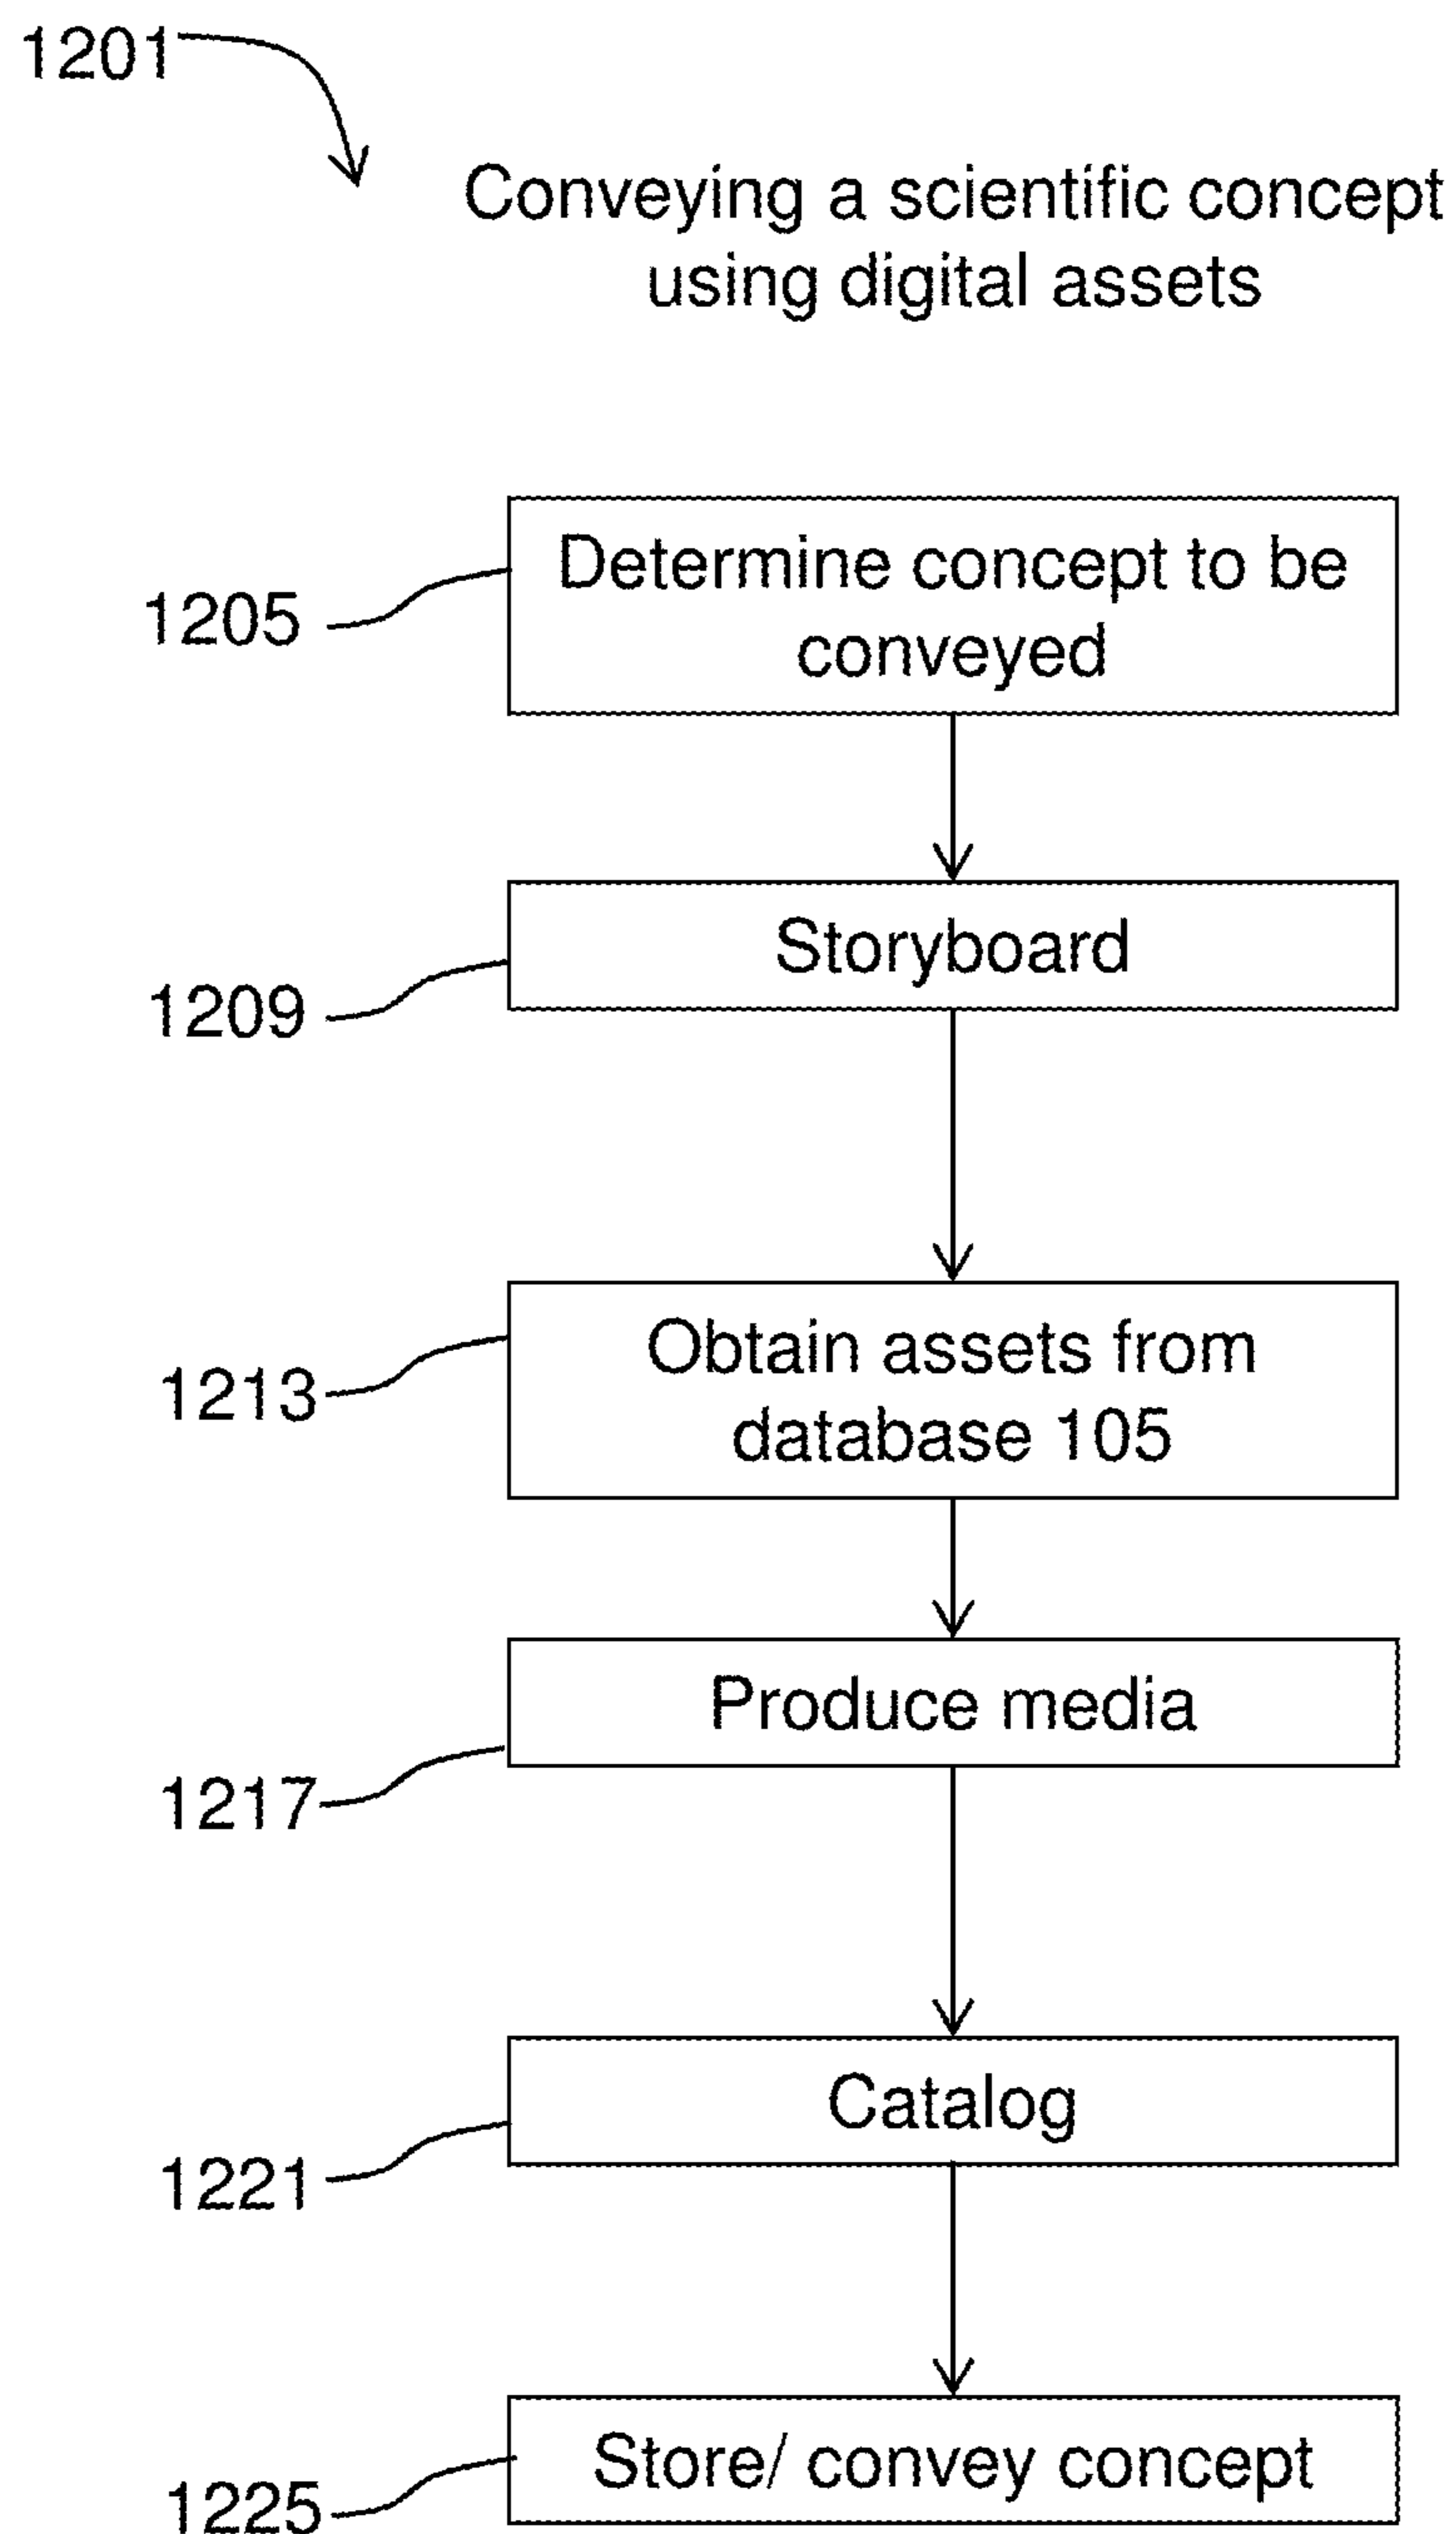 1201
Conveying a scientific concept
using digital assets
Determine concept to be
conveyed
1205
Storyboard
1209
Obtain assets from
database 105
1213
Produce media
1217
Catalog
1221
Store/ convey concept
1225